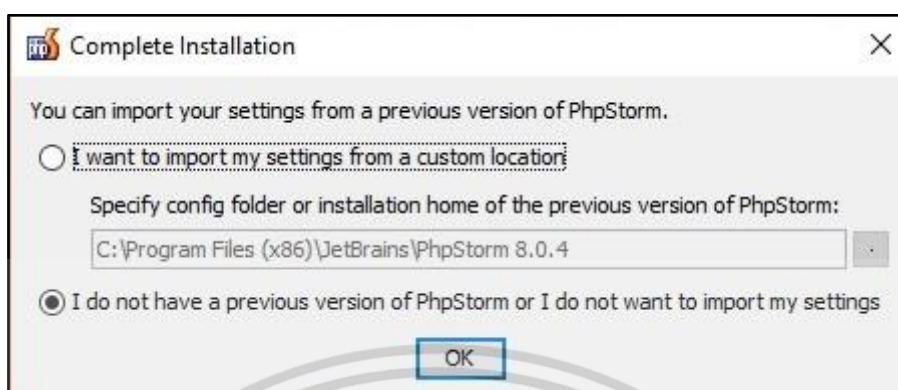 Complete Installation
You can import your settings from a previous version of PhpStorm.
I want to import my settings from a custom location
Specify config folder or installation home of the previous version of PhpStorm:
C:\Program Files (x86)\JetBrains\PhpStorm 8.0.4
.
I do not have a previous version of PhpStorm or I do not want to import my settings
OK